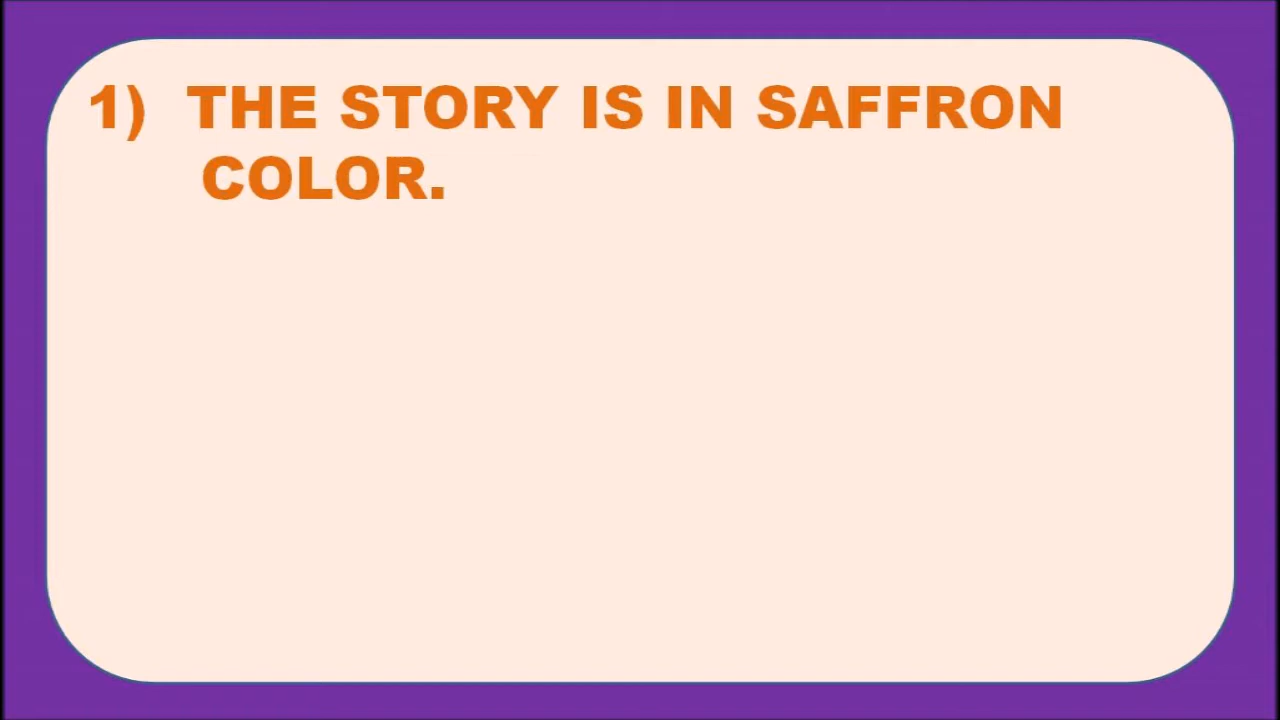 1) THE STORY IS IN SAFFRON
COLOR.